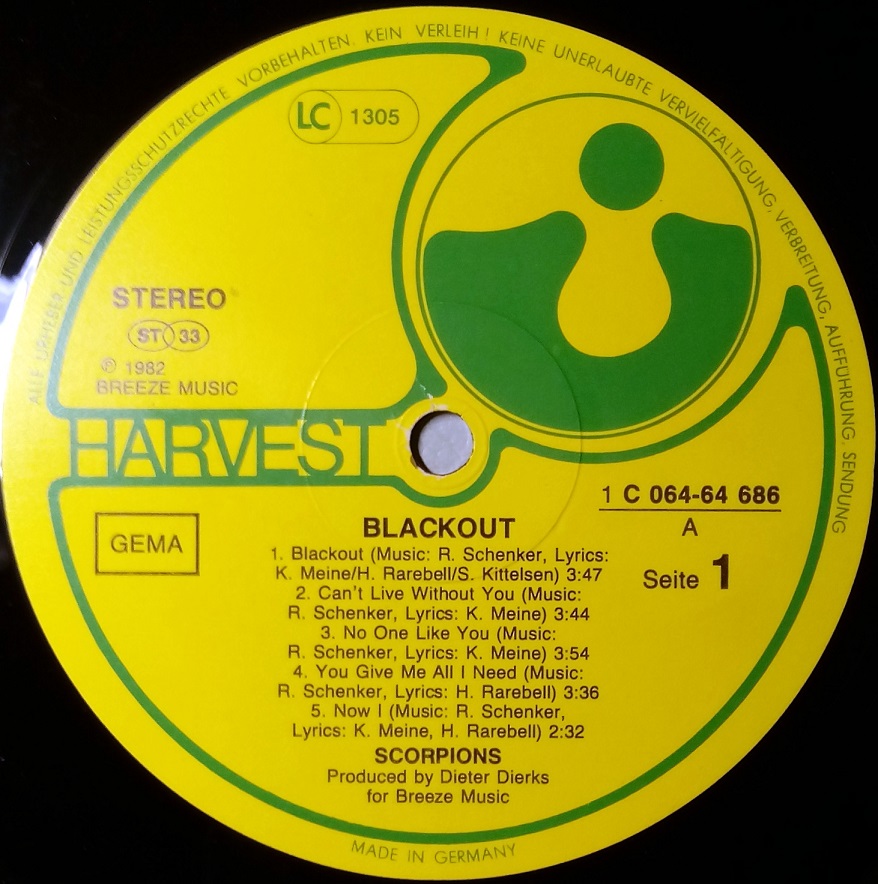 ALLE URHEBER-UND LEISTUNGSSCHUTZRECHTE VORBEHALTEN. KEIN VERLEIH! KEINE UNERLAUBTE VERVIELFÄLTIGUNG, VERBREITUNG, AUFFÜHRUNG. SENDUNG
LC 1305
STEREO
ST 33
℗ 1982
BREEZE MUSIC
HARVEST
GEMA
1 C 064-64 686
A
Seite 1
BLACKOUT
1. Blackout (Music: R. Schenker, Lyrics:
K. Meine/H. Rarebell/S. Kittelsen) 3:47
2. Can't Live Without You (Music:
R. Schenker, Lyrics: K. Meine) 3:44
3. No One Like You (Music:
R. Schenker, Lyrics: K. Meine) 3:54
4. You Give Me All I Need (Music:
R. Schenker, Lyrics: H. Rarebell) 3:36
5. Now I (Music: R. Schenker,
Lyrics: K. Meine, H. Rarebell) 2:32
SCORPIONS
Produced by Dieter Dierks
for Breeze Music
MADE IN GERMANY